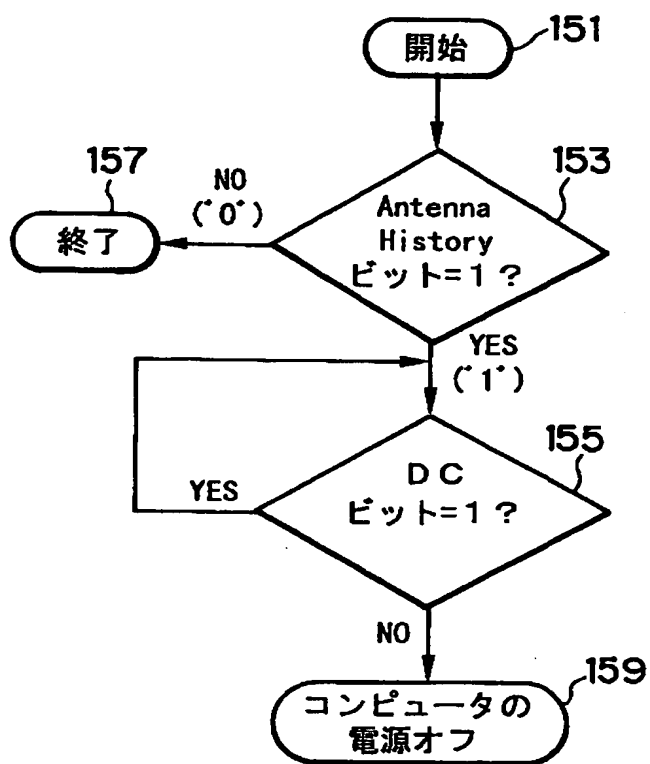 開始
151
157
NO
("0")
153
Antenna
History
ビット=1?
終了
YES
("1")
155
DC
ビット=1?
YES
NO
159
コンピュータの
電源オフ